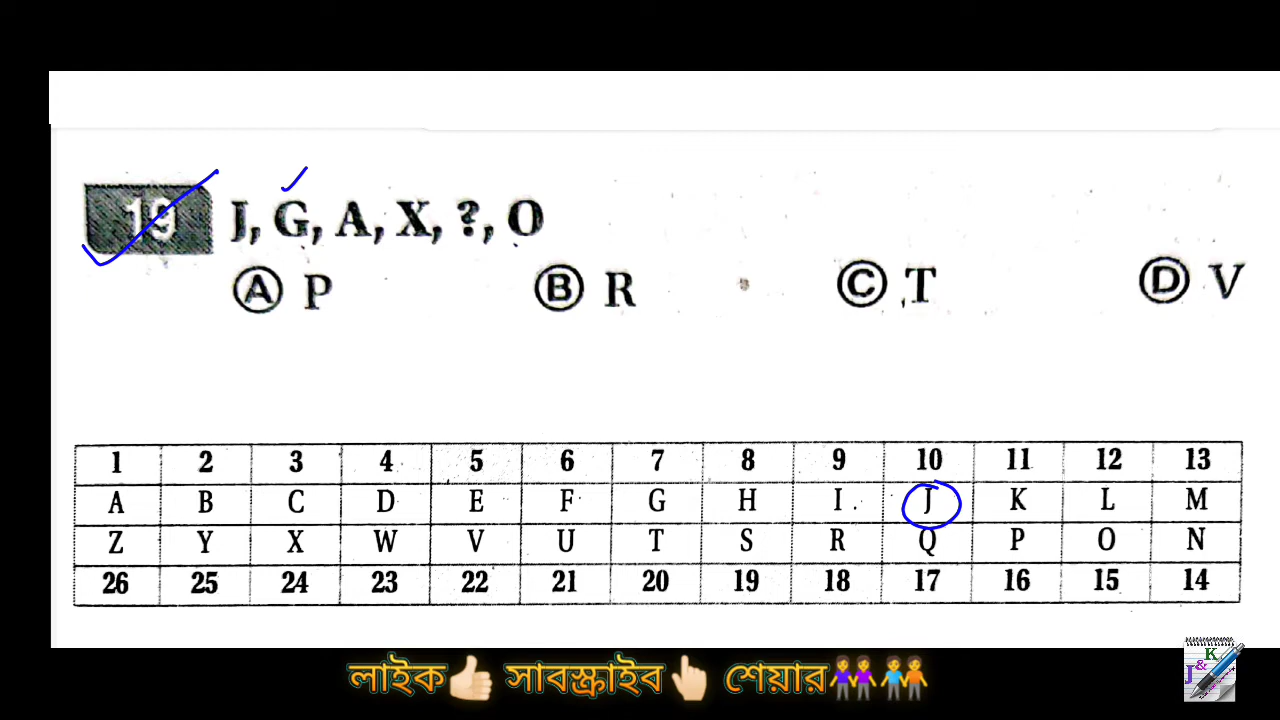 19 J, G, A, X, ?, O
Ⓐ P Ⓑ R Ⓒ T Ⓓ V
1 2 3 4 5 6 7 8 9 10 11 12 13
A B C D E F G H I J K L M
Z Y X W V U T S R Q P O N
26 25 24 23 22 21 20 19 18 17 16 15 14
লাইক👍🏻 সাবস্ক্রাইব👆🏻 শেয়ার👭🧑‍🤝‍🧑
J & K